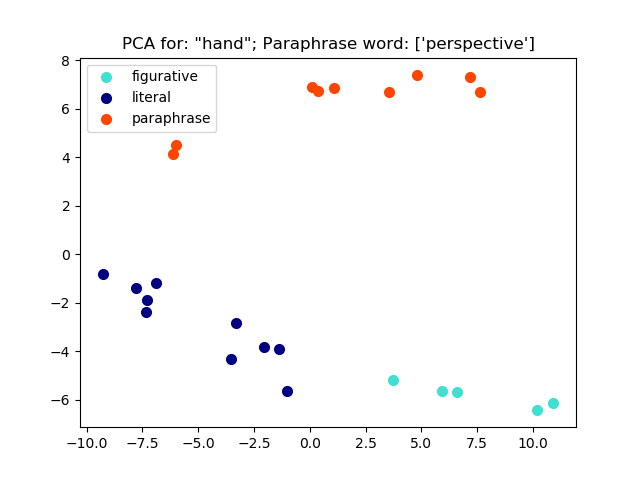 PCA for: "hand"; Paraphrase word: ['perspective']
8
figurative
literal
paraphrase
6
4
2
0
−2
−4
−6
−10.0 −7.5 −5.0 −2.5 0.0 2.5 5.0 7.5 10.0